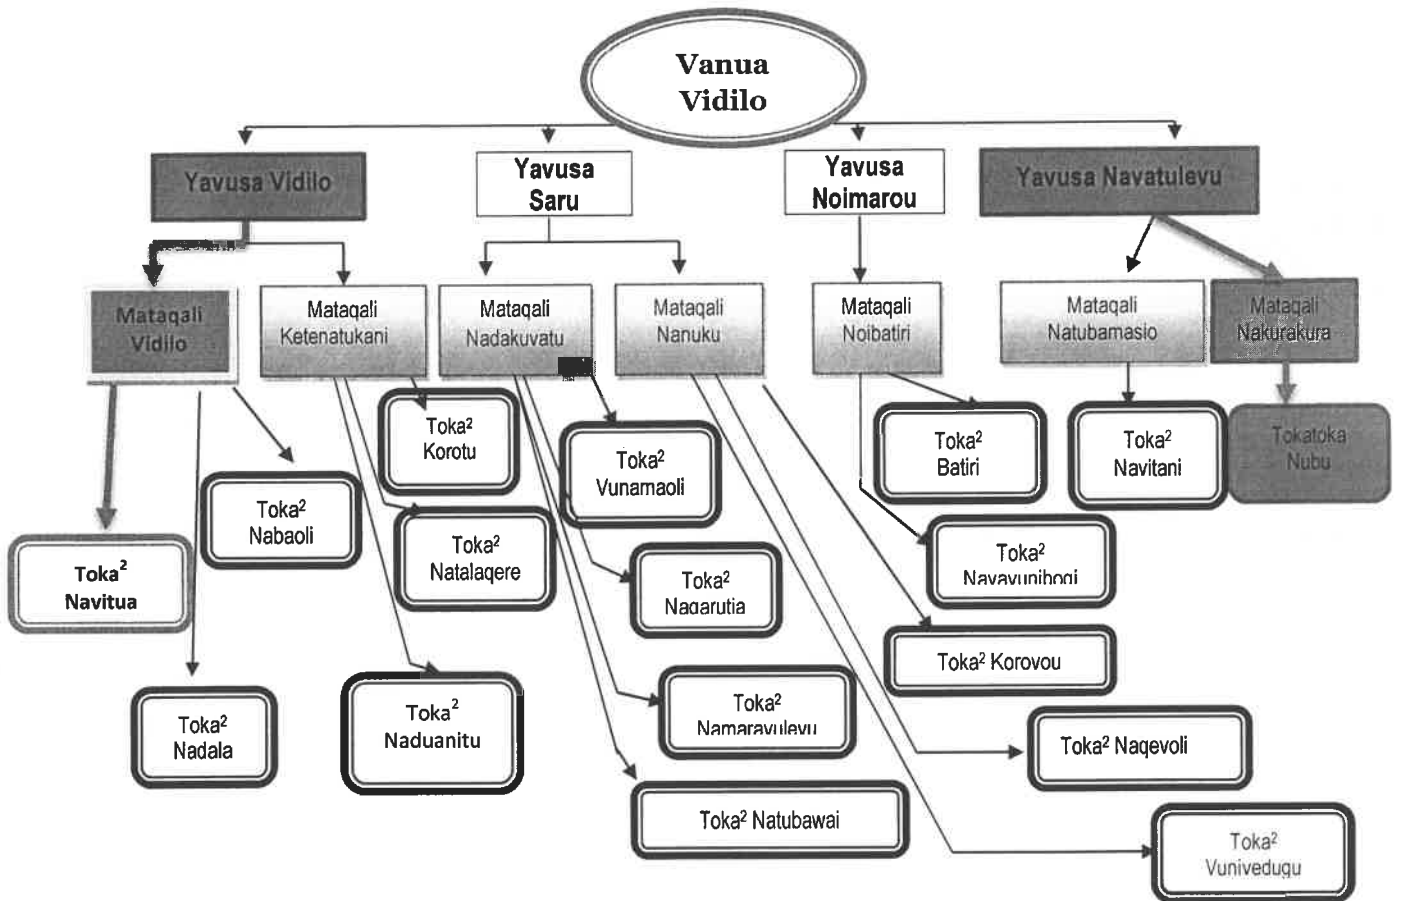 Vanua
Vidilo
Yavusa Vidilo
Yavusa
Saru
Yavusa
Noimarou
Yavusa Navatulevu
Mataqali
Vidilo
Mataqali
Ketenatukani
Mataqali
Nadakuvatu
Mataqali
Nanuku
Mataqali
Noibatiri
Mataqali
Natubamasio
Mataqali
Nakurakura
Toka²
Korotu
Toka²
Vunamaoli
Toka²
Batiri
Toka²
Navitani
Tokatoka
Nubu
Toka²
Nabaoli
Toka²
Navitua
Toka²
Natalaqere
Toka²
Nagarutia
Toka²
Navavunibogi
Toka² Korovou
Toka²
Nadala
Toka²
Naduanitu
Toka²
Namaravulevu
Toka² Naqevoli
Toka² Natubawai
Toka²
Vunivedugu